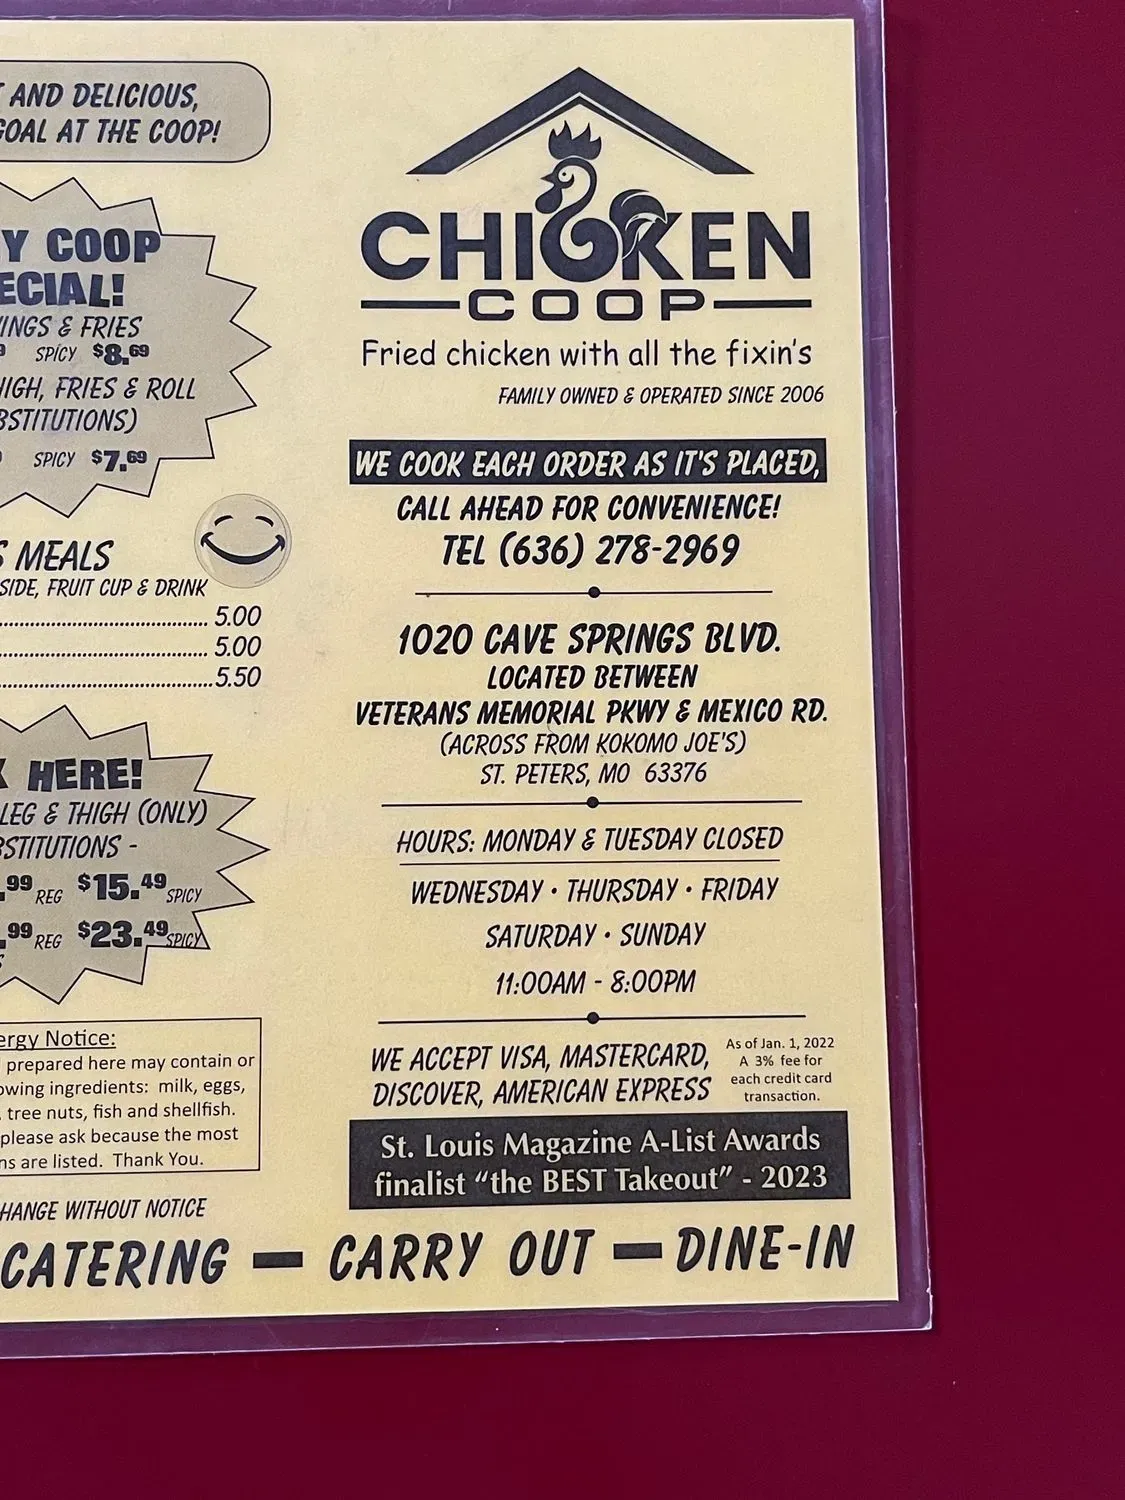 AND DELICIOUS,
GOAL AT THE COOP!
Y COOP
ECIAL!
INGS & FRIES
SPICY $8.69
HIGH, FRIES & ROLL
BSTITUTIONS)
SPICY $7.69
S MEALS
SIDE, FRUIT CUP & DRINK
5.00
5.00
5.50
K HERE!
LEG & THIGH (ONLY)
BSTITUTIONS -
.99 REG $15.49 SPICY
.99 REG $23.49 SPICY
ergy Notice:
prepared here may contain or
owing ingredients: milk, eggs,
, tree nuts, fish and shellfish.
please ask because the most
ns are listed. Thank You.
HANGE WITHOUT NOTICE
CHICKEN
COOP
Fried chicken with all the fixin's
FAMILY OWNED & OPERATED SINCE 2006
WE COOK EACH ORDER AS IT'S PLACED,
CALL AHEAD FOR CONVENIENCE!
TEL (636) 278-2969
1020 CAVE SPRINGS BLVD.
LOCATED BETWEEN
VETERANS MEMORIAL PKWY & MEXICO RD.
(ACROSS FROM KOKOMO JOE'S)
ST. PETERS, MO 63376
HOURS: MONDAY & TUESDAY CLOSED
WEDNESDAY • THURSDAY • FRIDAY
SATURDAY • SUNDAY
11:00AM - 8:00PM
WE ACCEPT VISA, MASTERCARD,
DISCOVER, AMERICAN EXPRESS
As of Jan. 1, 2022
A 3% fee for
each credit card
transaction.
St. Louis Magazine A-List Awards
finalist “the BEST Takeout” - 2023
CATERING — CARRY OUT — DINE-IN